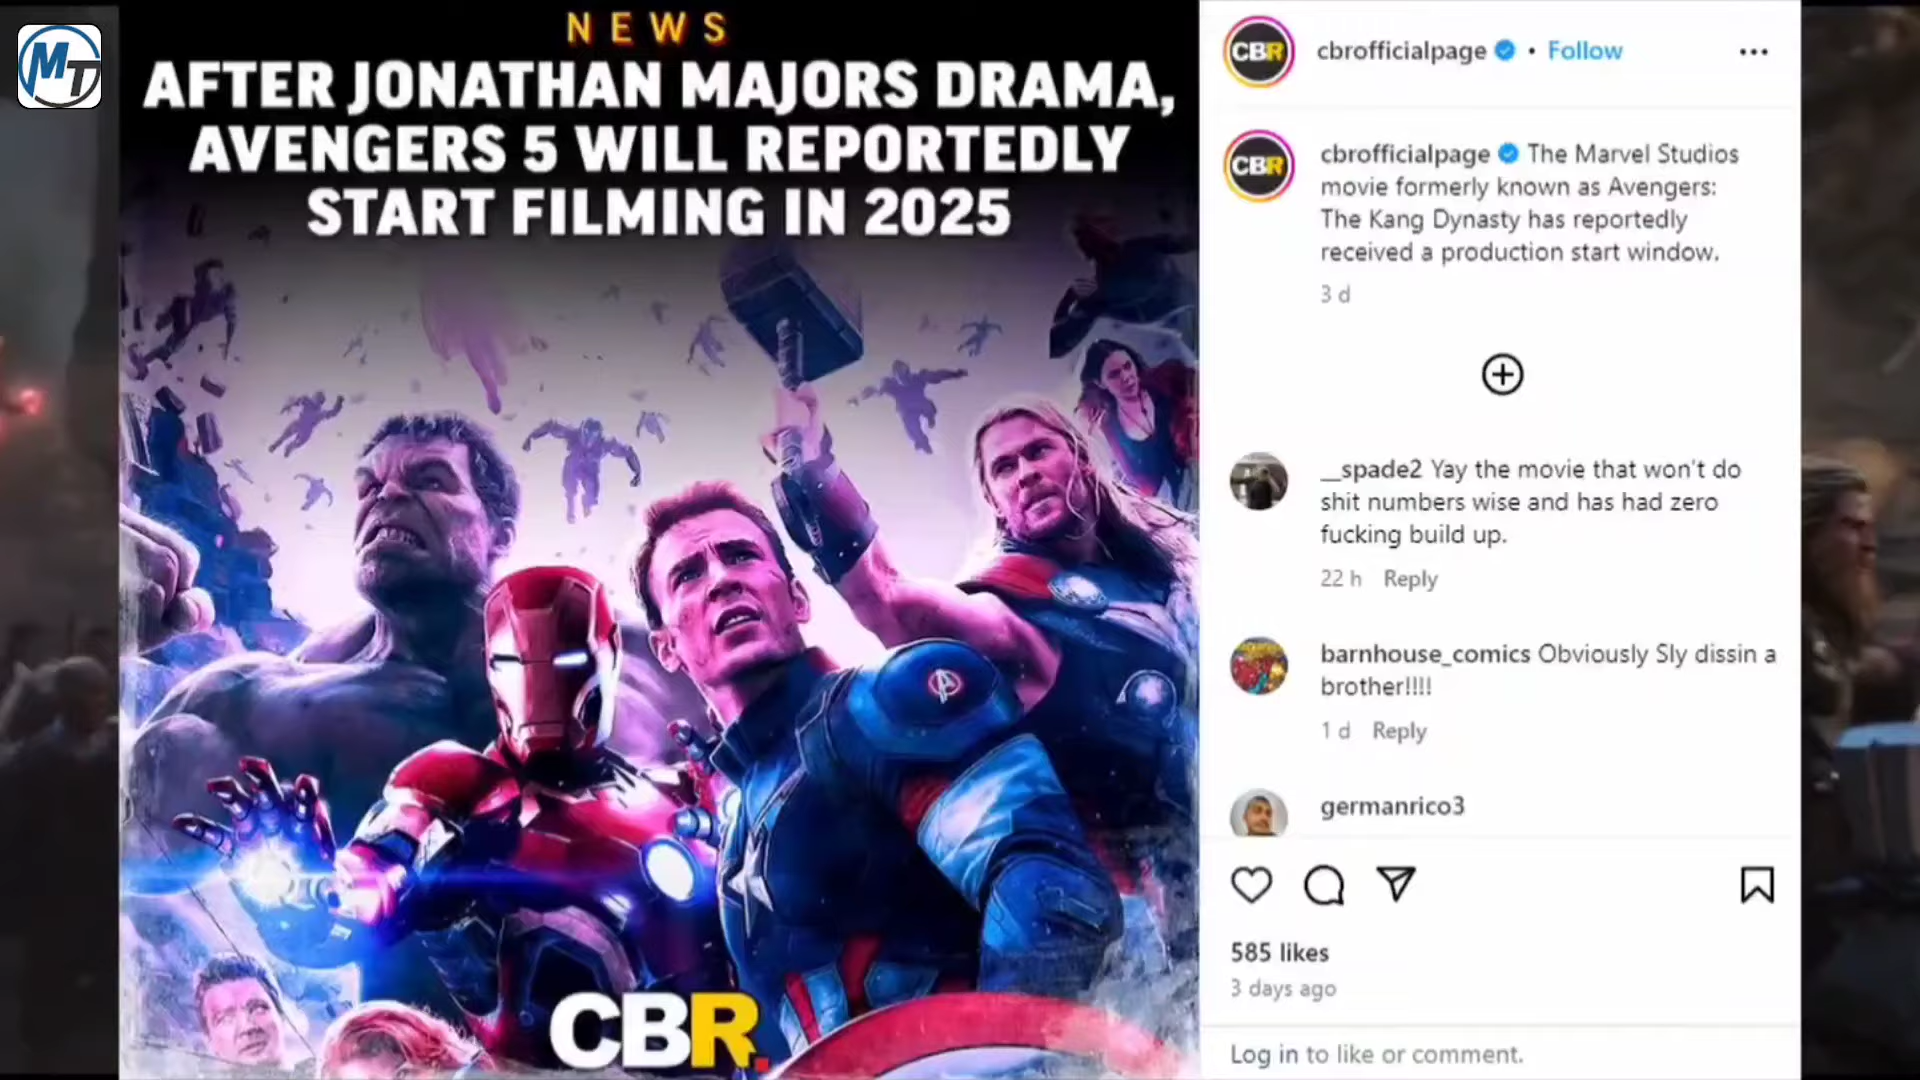 MT
NEWS
AFTER JONATHAN MAJORS DRAMA,
AVENGERS 5 WILL REPORTEDLY
START FILMING IN 2025
A
CBR.
CBR
cbrofficialpage • Follow
CBR
cbrofficialpage The Marvel Studios
movie formerly known as Avengers:
The Kang Dynasty has reportedly
received a production start window.
3 d
__spade2 Yay the movie that won't do
shit numbers wise and has had zero
fucking build up.
22 h Reply
barnhouse_comics Obviously Sly dissin a
brother!!!!
1 d Reply
germanrico3
585 likes
3 days ago
Log in to like or comment.